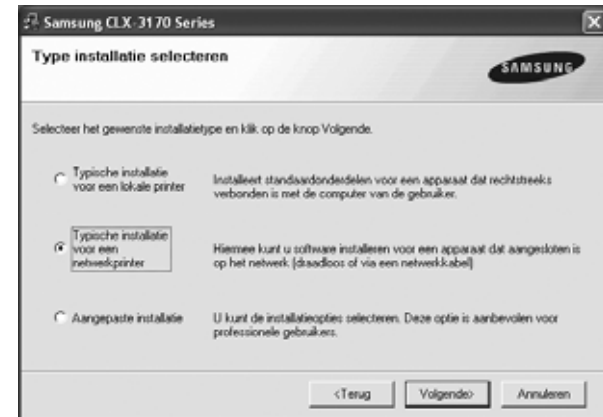 Samsung CLX-3170 Series
Type installatie selecteren
SAMSUNG
Selecteer het gewenste installatietype en klik op de knop Volgende.
Typische installatie
voor een lokale printer
Installeert standaardonderdelen voor een apparaat dat rechtstreeks
verbonden is met de computer van de gebruiker.
Typische installatie
voor een
netwerkprinter
Hiermee kunt u software installeren voor een apparaat dat aangesloten is
op het netwerk (draadloos of via een netwerkkabel)
Aangepaste installatie
U kunt de installatieopties selecteren. Deze optie is aanbevolen voor
professionele gebruikers.
<Terug
Volgende>
Annuleren